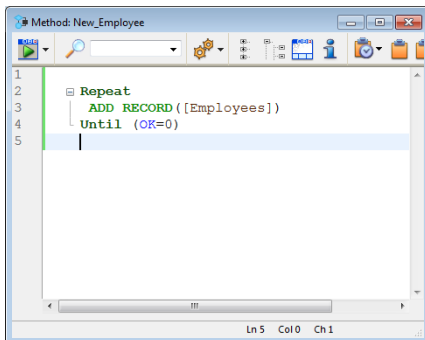 Method: New_Employee
1
2 Repeat
3 ADD RECORD([Employees])
4 Until (OK=0)
5
Ln 5 Col 0 Ch 1